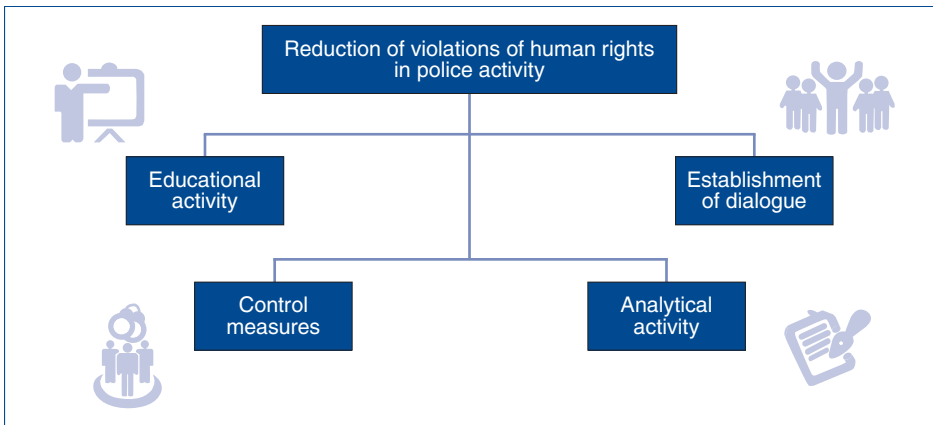 Reduction of violations of human rights
in police activity
Educational
activity
Establishment
of dialogue
Control
measures
Analytical
activity